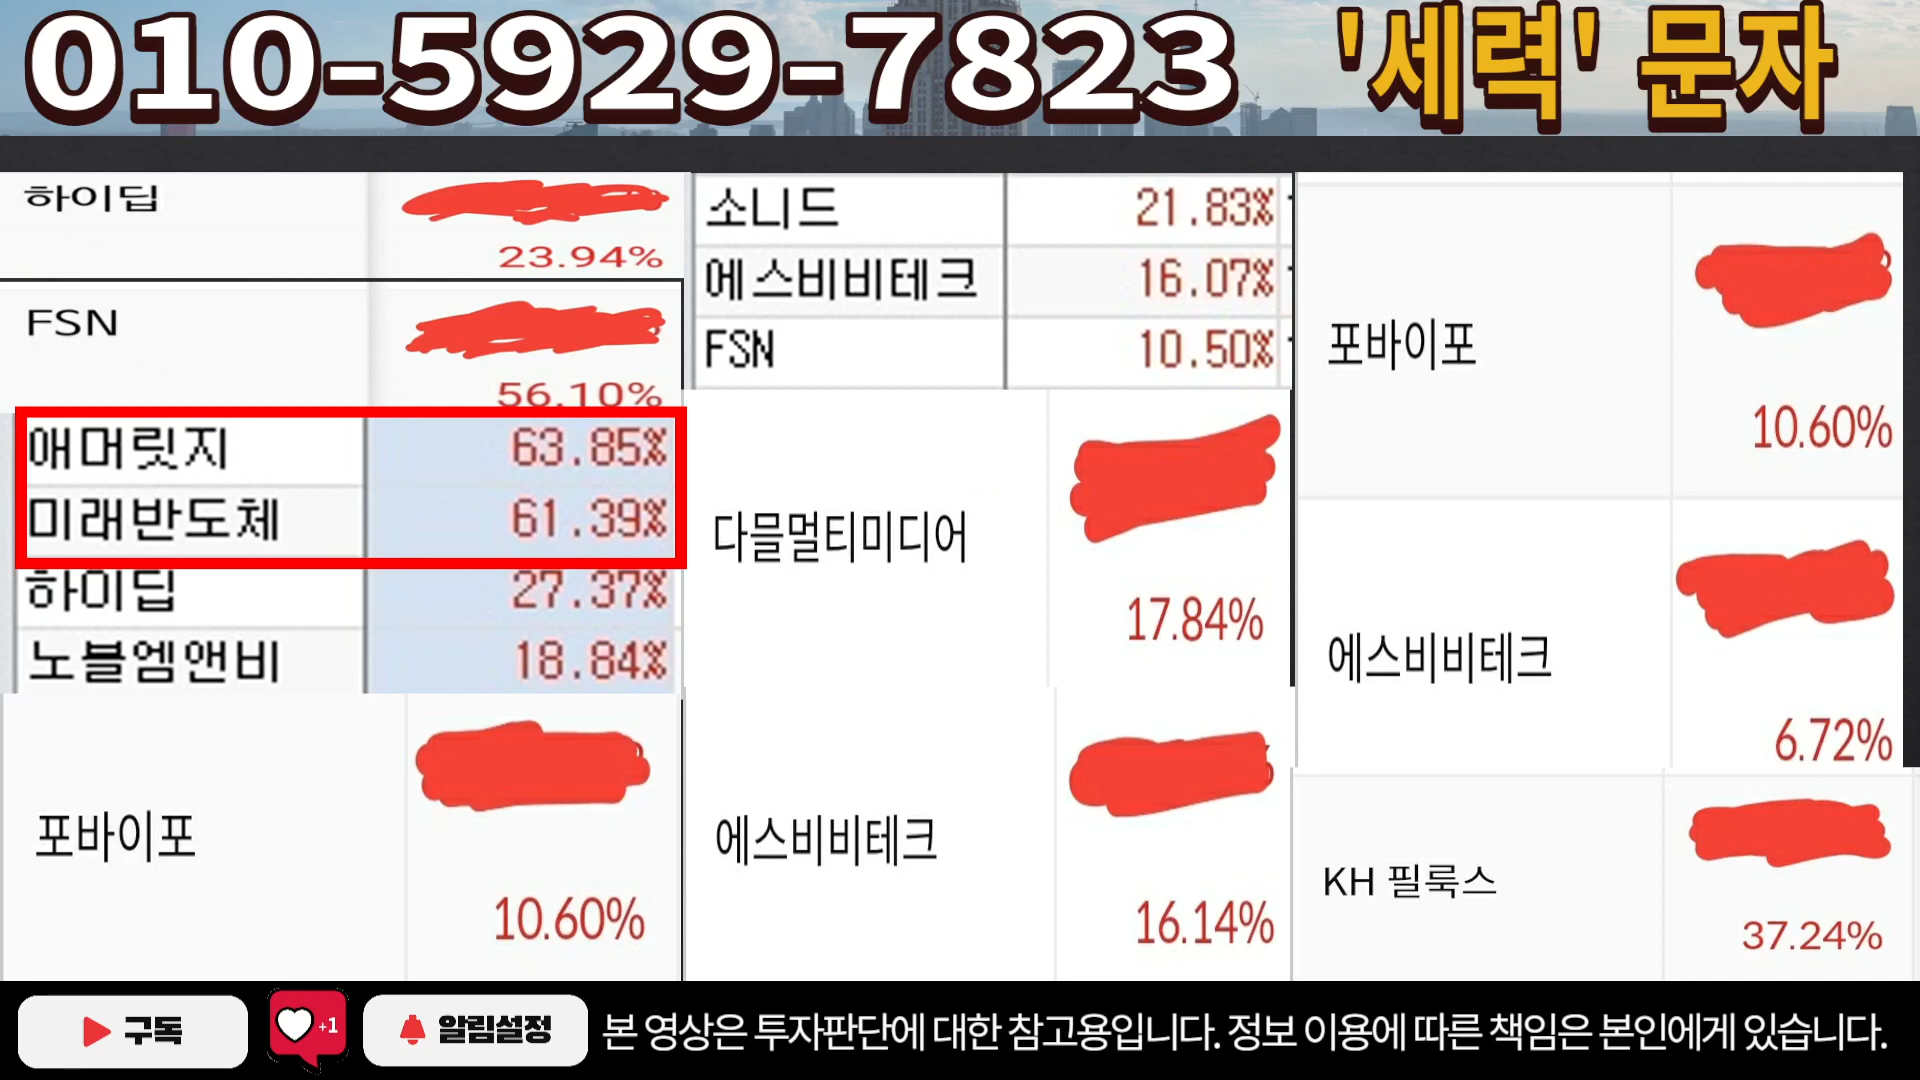 010-5929-7823 '세력' 문자
하이딥
23.94%
FSN
56.10%
애머릿지 63.85%
미래반도체 61.39%
하이딥 27.37%
노블엠앤비 18.84%
포바이포
10.60%
소니드 21.83%
에스비비테크 16.07%
FSN 10.50%
다믈멀티미디어
17.84%
에스비비테크
16.14%
포바이포
10.60%
에스비비테크
6.72%
KH 필룩스
37.24%
구독 +1 알림설정 본 영상은 투자판단에 대한 참고용입니다. 정보 이용에 따른 책임은 본인에게 있습니다.